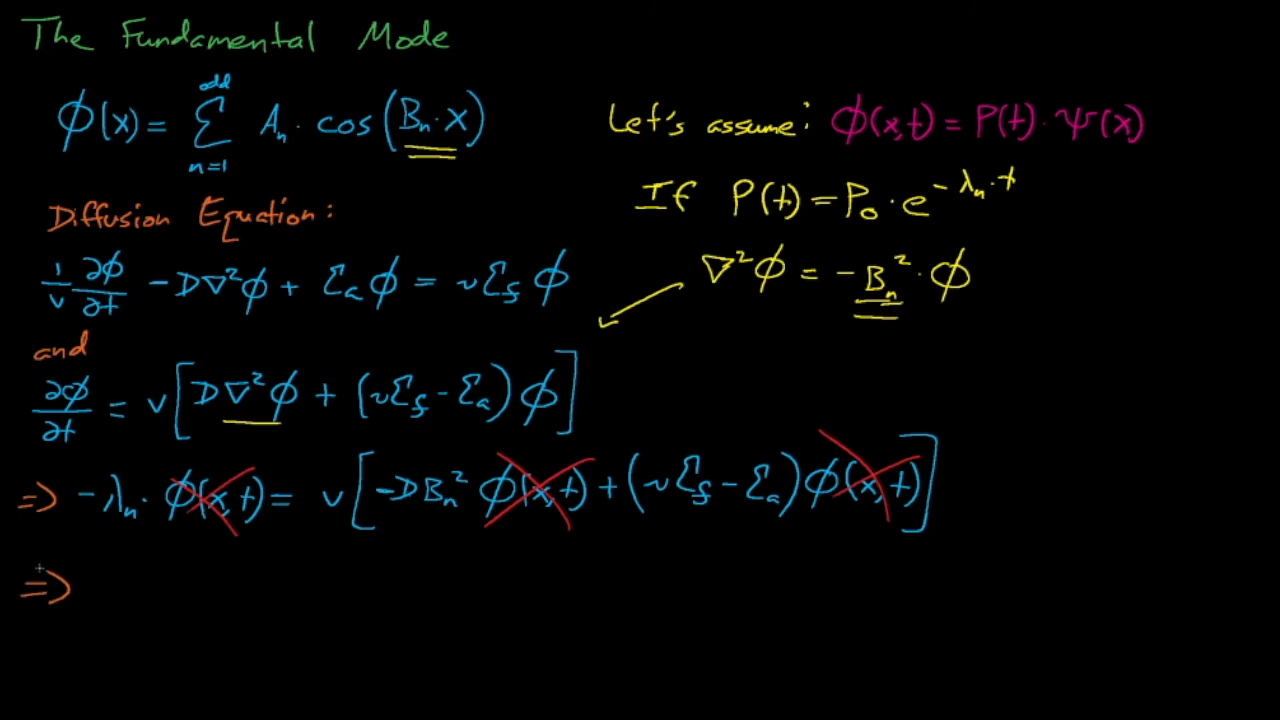 The Fundamental Mode
ϕ(x) = Σ_{n=1}^{odd} A_n · cos(B_n · x)
Let's assume: ϕ(x,t) = P(t) · ψ(x)
If P(t) = P_0 · e^{-λ_n · t}
Diffusion Equation:
∇²ϕ = -B_n² · ϕ
1/v ∂ϕ/∂t - D∇²ϕ + Σ_a ϕ = νΣ_f ϕ
and
∂ϕ/∂t = v[D∇²ϕ + (νΣ_f - Σ_a)ϕ]
=> -λ_n · ϕ(x,t) = v[-DB_n² ϕ(x,t) + (νΣ_f - Σ_a)ϕ(x,t)]
=>